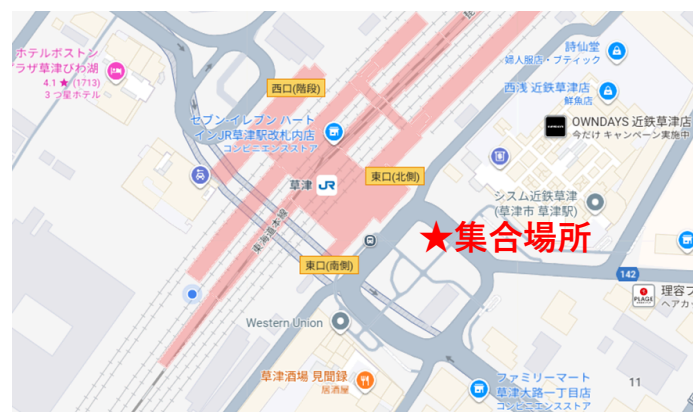 ホテルボストン
プラザ草津びわ湖
4.1 ★ (1713)
3 つ星ホテル
西口(階段)
セブン-イレブン ハート
インJR草津駅改札内店
コンビニエンスストア
草津 JR
東海道本線
東口(北側)
東口(南側)
詩仙堂
婦人服店・ブティック
西浅 近鉄草津店
鮮魚店
OWNDAYS
OWNDAYS 近鉄草津店
今だけ キャンペーン実施中
システム近鉄草津
(草津市 草津駅)
★集合場所
142
PLAGE
理容プ
ヘアカッ
Western Union
草津酒場 見聞録
居酒屋
ファミリーマート
草津大路一丁目店
コンビニエンスストア
11